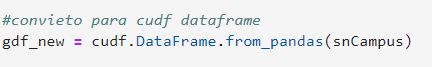 #convieto para cudf dataframe
gdf_new = cudf.DataFrame.from_pandas(snCampus)